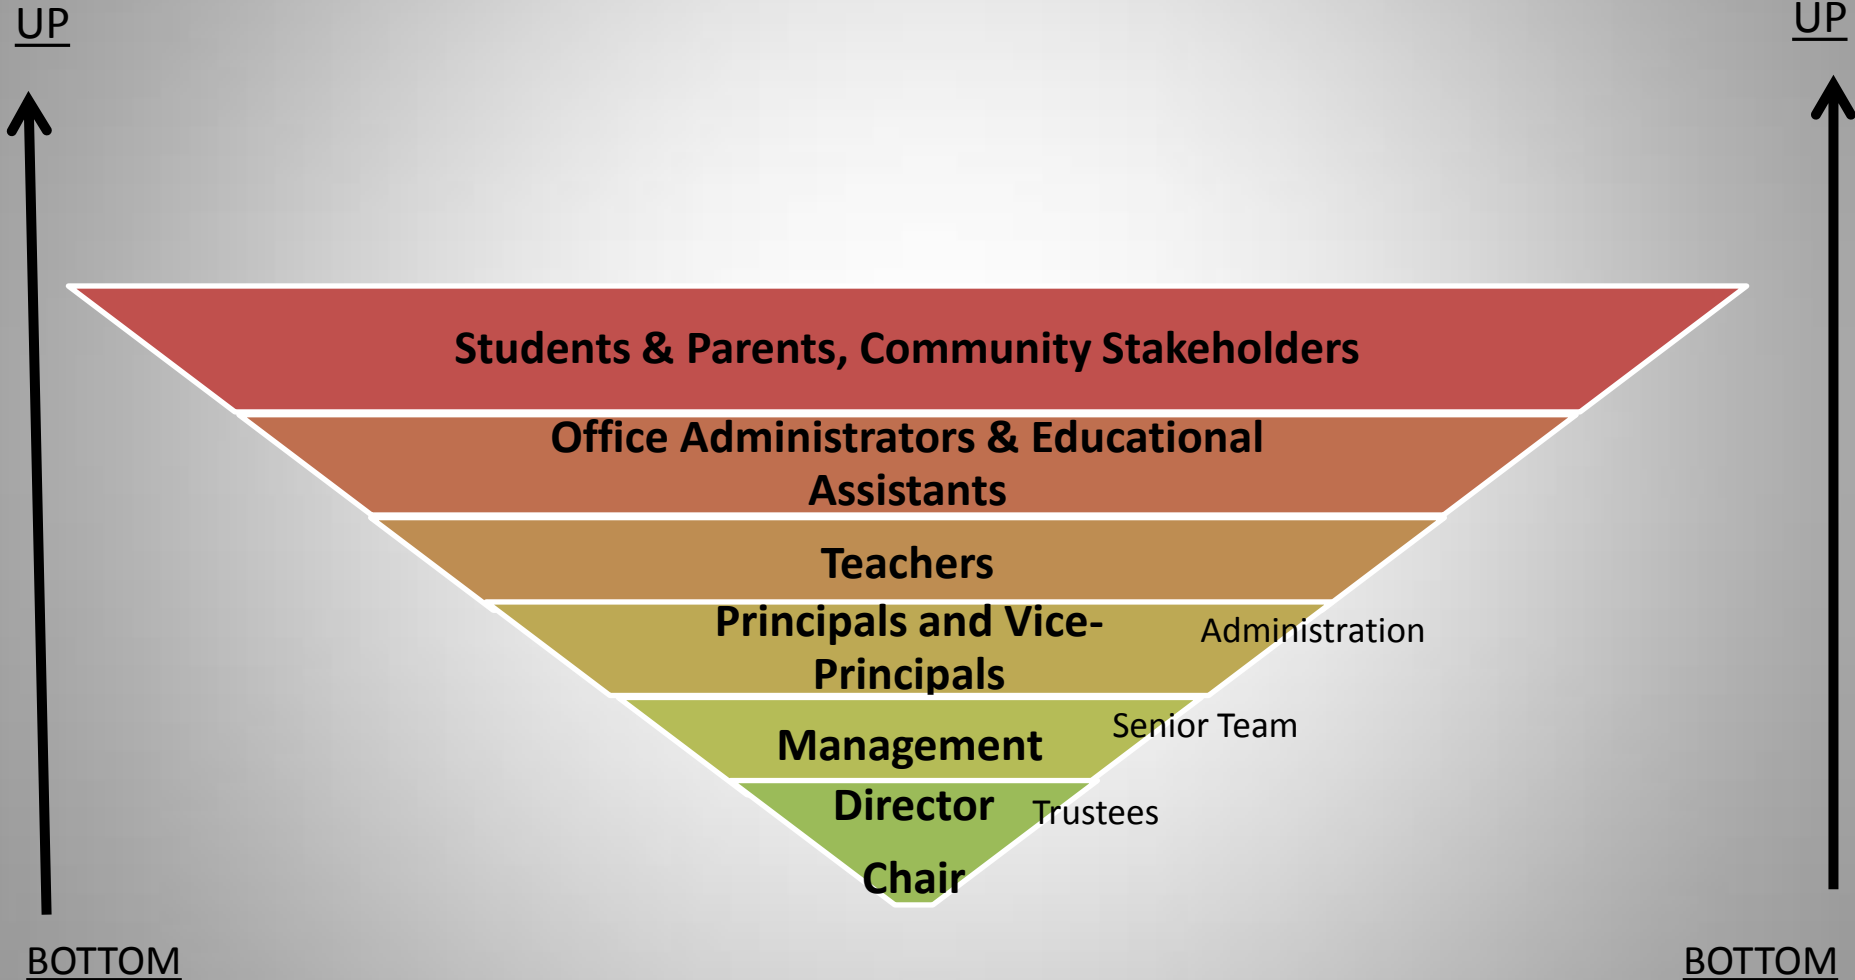 UP
UP
Students & Parents, Community Stakeholders
Office Administrators & Educational
Assistants
Teachers
Principals and Vice-
Principals
Administration
Senior Team
Management
Director
Trustees
Chair
BOTTOM
BOTTOM